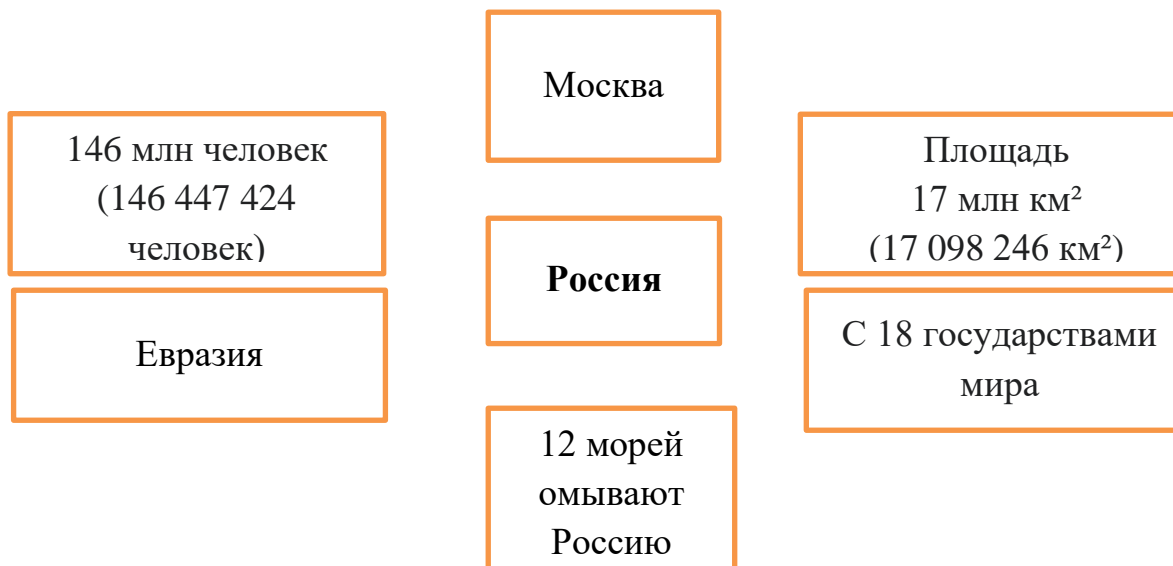 Москва
146 млн человек
(146 447 424
человек)
Площадь
17 млн км²
(17 098 246 км²)
Россия
Евразия
С 18 государствами
мира
12 морей
омывают
Россию